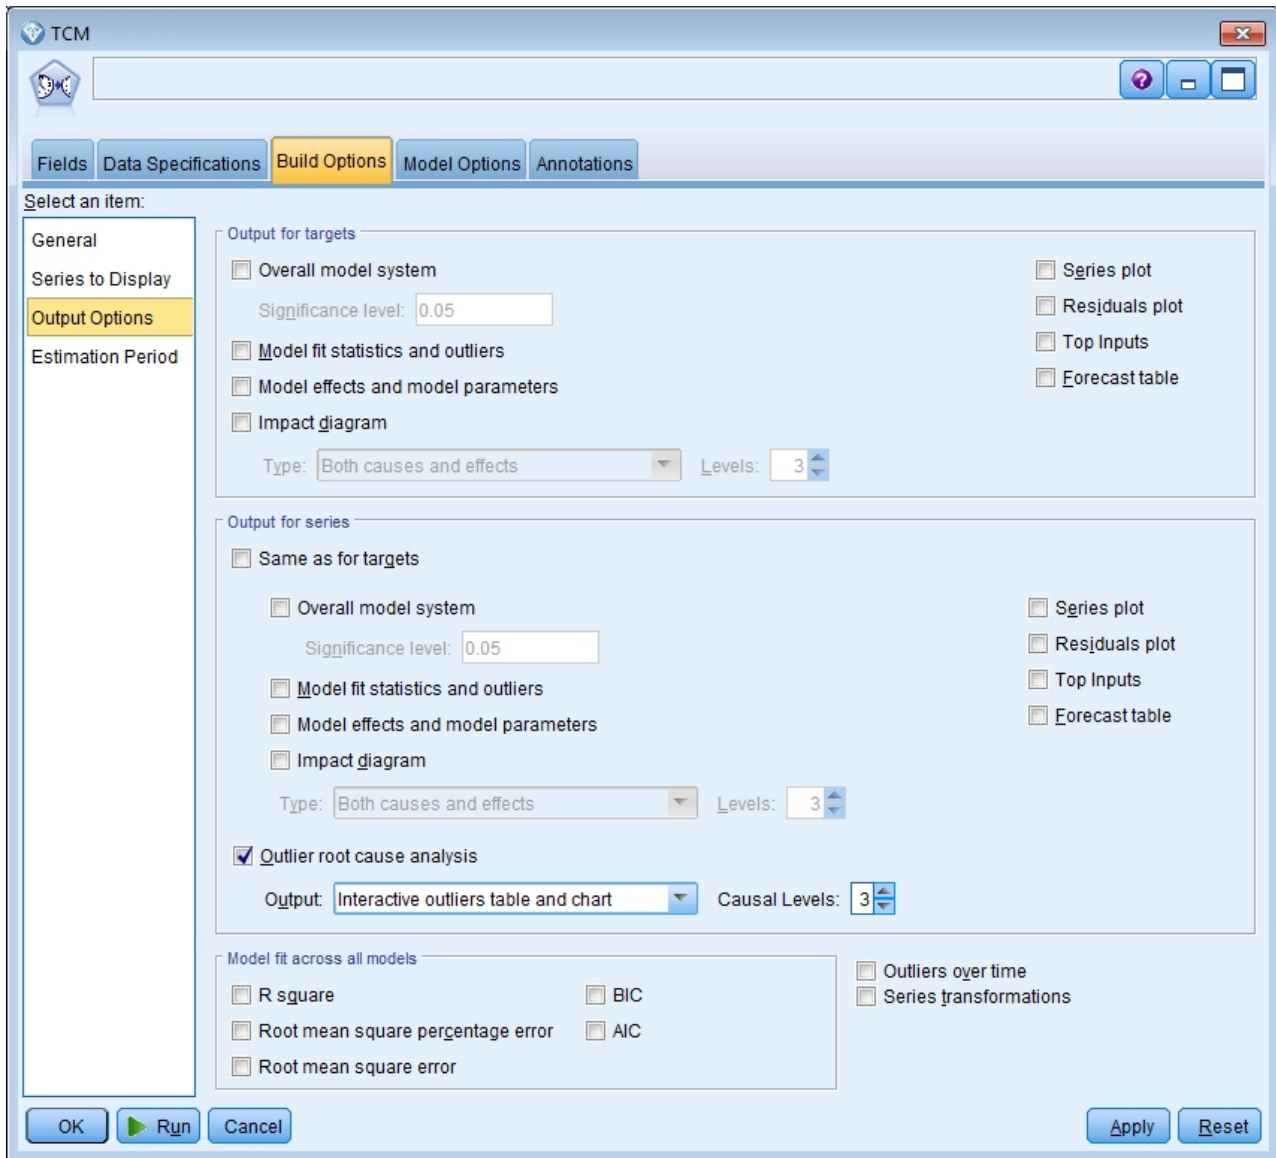 TCM
Fields Data Specifications Build Options Model Options Annotations
Select an item:
General
Series to Display
Output Options
Estimation Period
Output for targets
Overall model system
Significance level: 0.05
Model fit statistics and outliers
Model effects and model parameters
Impact diagram
Type: Both causes and effects Levels: 3
Series plot
Residuals plot
Top Inputs
Forecast table
Output for series
Same as for targets
Overall model system
Significance level: 0.05
Model fit statistics and outliers
Model effects and model parameters
Impact diagram
Type: Both causes and effects Levels: 3
Series plot
Residuals plot
Top Inputs
Forecast table
Outlier root cause analysis
Output: Interactive outliers table and chart Causal Levels: 3
Model fit across all models
R square
Root mean square percentage error
Root mean square error
BIC
AIC
Outliers over time
Series transformations
OK Run Cancel Apply Reset